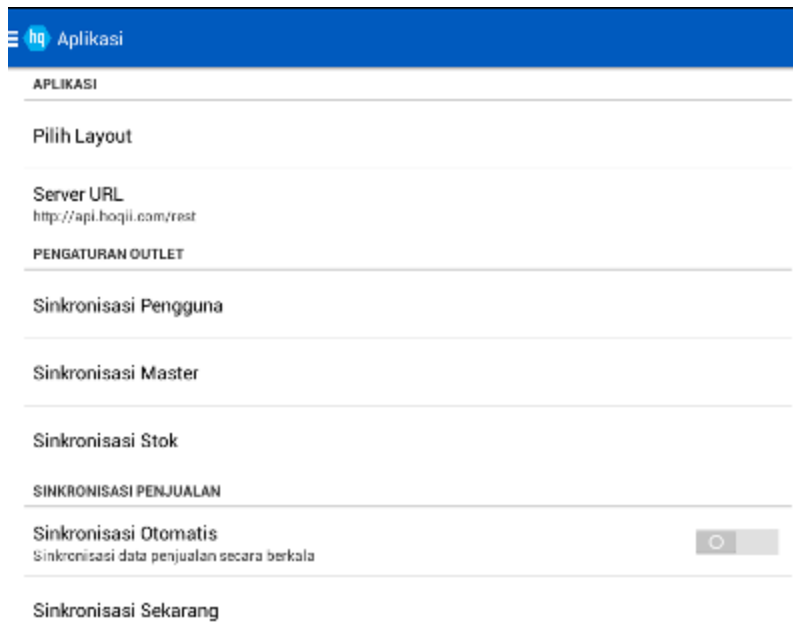 hq Aplikasi
APLIKASI
Pilih Layout
Server URL
http://api.hoqii.com/rest
PENGATURAN OUTLET
Sinkronisasi Pengguna
Sinkronisasi Master
Sinkronisasi Stok
SINKRONISASI PENJUALAN
Sinkronisasi Otomatis
Sinkronisasi data penjualan secara berkala
Sinkronisasi Sekarang